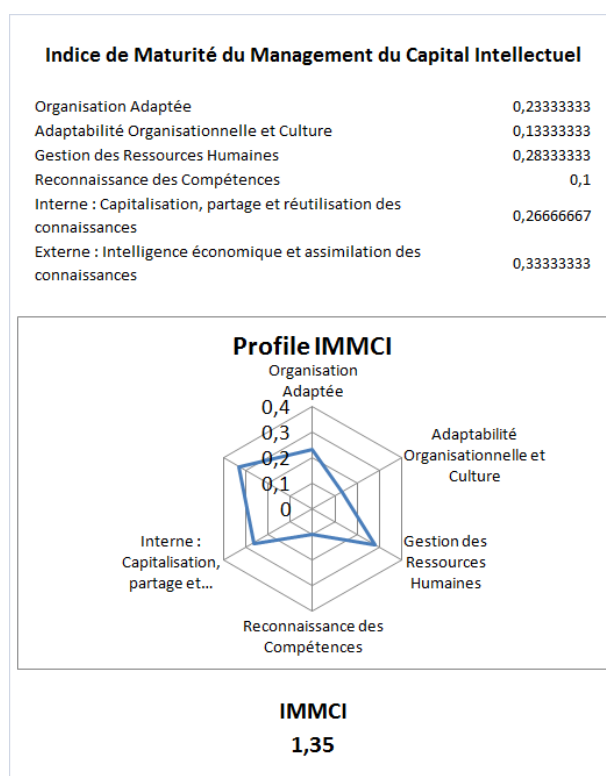 Indice de Maturité du Management du Capital Intellectuel
Organisation Adaptée 0,23333333
Adaptabilité Organisationnelle et Culture 0,13333333
Gestion des Ressources Humaines 0,28333333
Reconnaissance des Compétences 0,1
Interne : Capitalisation, partage et réutilisation des
connaissances 0,26666667
Externe : Intelligence économique et assimilation des
connaissances 0,33333333
Profile IMMCI
Organisation
Adaptée
0,4
0,3
0,2
0,1
0
Adaptabilité
Organisationnelle et
Culture
Gestion des
Ressources
Humaines
Reconnaissance des
Compétences
Interne :
Capitalisation,
partage et...
IMMCI
1,35